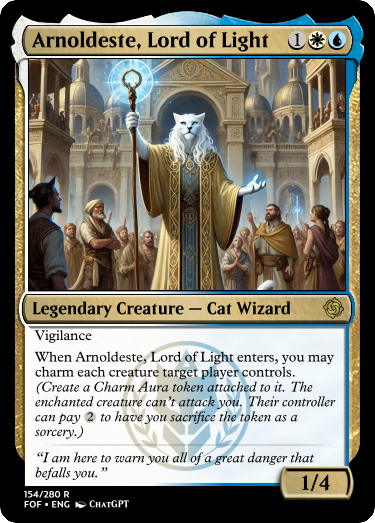 Arnoldeste, Lord of Light 1
Legendary Creature — Cat Wizard
Vigilance
When Arnoldeste, Lord of Light enters, you may
charm each creature target player controls.
(Create a Charm Aura token attached to it. The
enchanted creature can't attack you. Their controller
can pay 2 to have you sacrifice the token as a
sorcery.)
“I am here to warn you all of a great danger that
befalls you.”
1/4
154/280 R
FOF • ENG ChatGPT